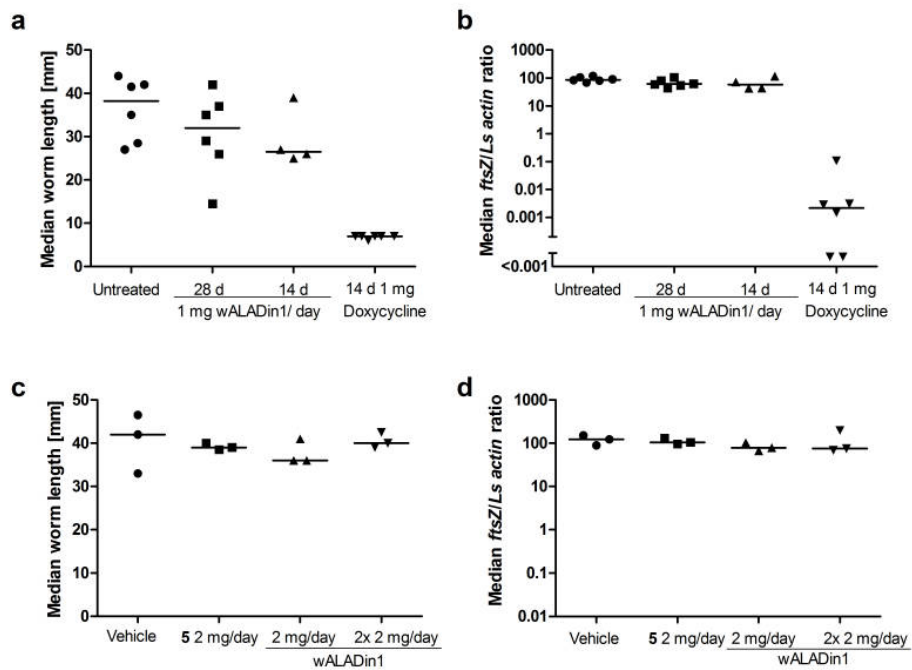 a
Median worm length [mm]
50
40
30
20
10
0
Untreated
28 d
14 d
14 d 1 mg
1 mg wALADin1/ day
Doxycycline
b
Median ftsZ/Ls actin ratio
1000
100
10
1
0.1
0.01
0.001
<0.001
Untreated
28 d
14 d
14 d 1 mg
1 mg wALADin1/ day
Doxycycline
c
Median worm length [mm]
50
40
30
20
10
0
Vehicle
5 2 mg/day
2 mg/day
2x 2 mg/day
wALADin1
d
Median ftsZ/Ls actin ratio
1000
100
10
1
0.1
0.01
Vehicle
5 2 mg/day
2 mg/day
2x 2 mg/day
wALADin1